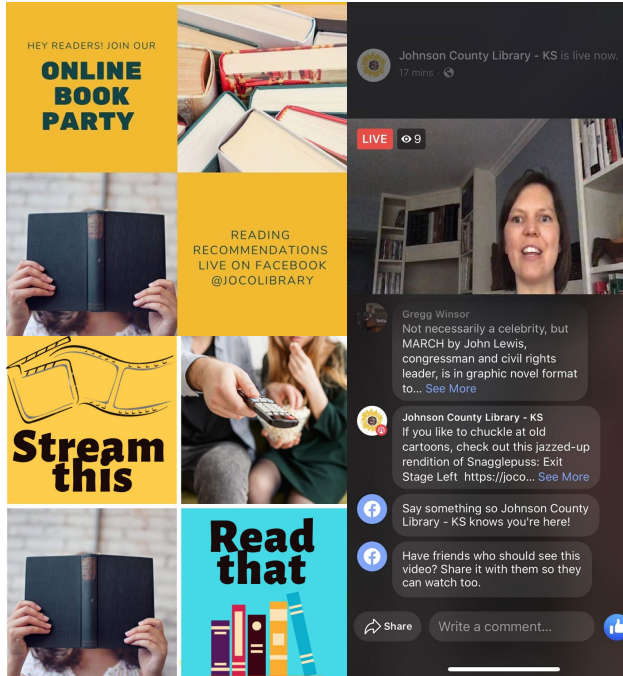 HEY READERS! JOIN OUR
ONLINE
BOOK
PARTY
READING
RECOMMENDATIONS
LIVE ON FACEBOOK
@JOCOLIBRARY
Stream
this
Read
that
Johnson County Library - KS is live now.
17 mins ·
LIVE
9
Gregg Winsor
Not necessarily a celebrity, but
MARCH by John Lewis,
congressman and civil rights
leader, is in graphic novel format
to... See More
Johnson County Library - KS
If you like to chuckle at old
cartoons, check out this jazzed-up
rendition of Snagglepuss: Exit
Stage Left https://joco... See More
Say something so Johnson County
Library - KS knows you're here!
Have friends who should see this
video? Share it with them so they
can watch too.
Share
Write a comment...